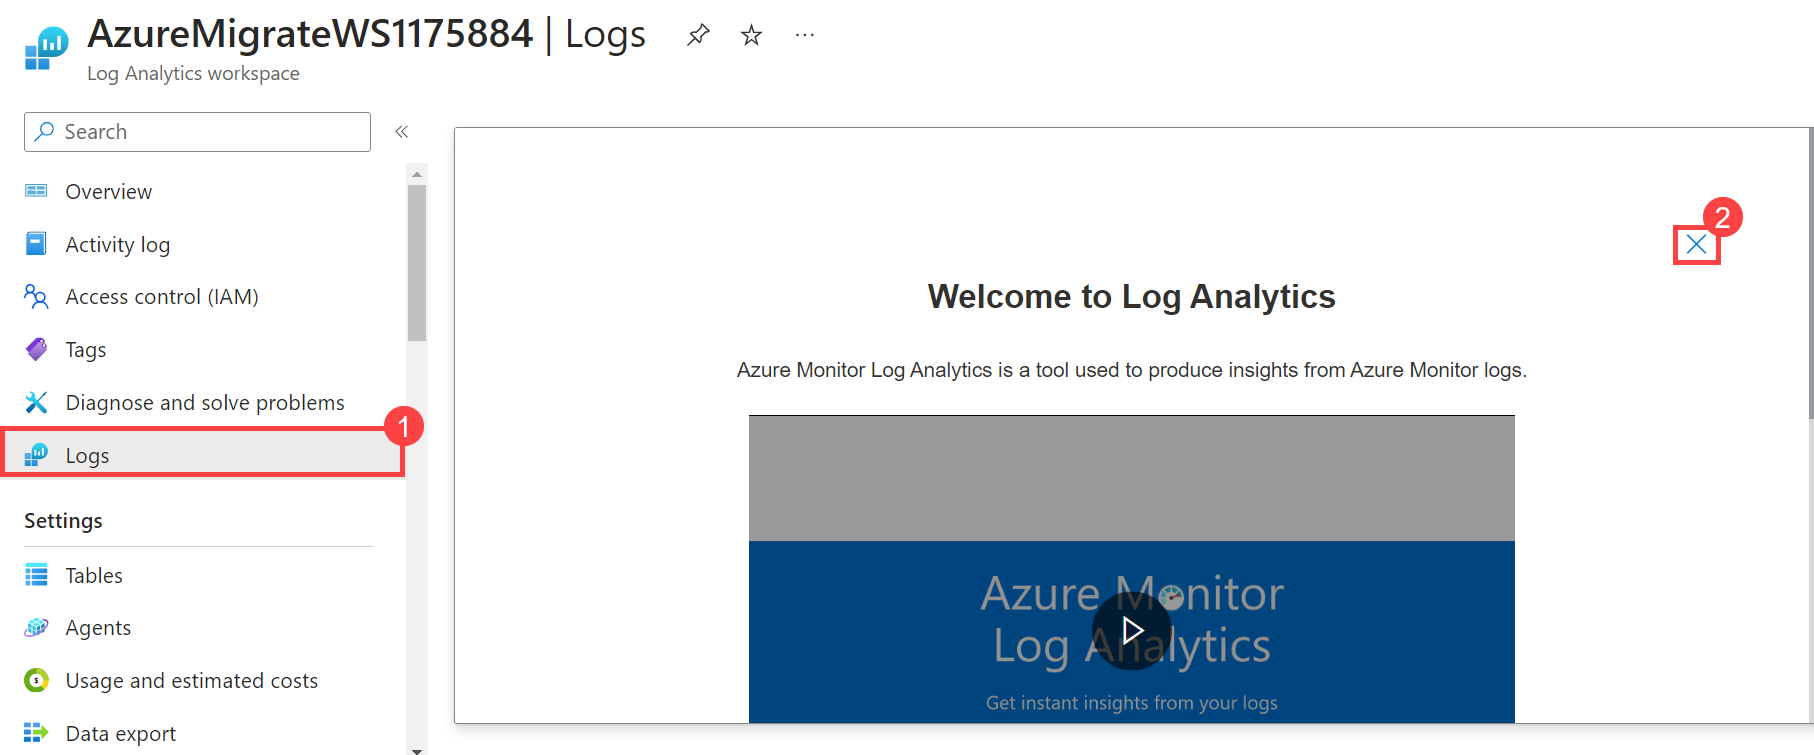 AzureMigrateWS1175884 | Logs
Log Analytics workspace
Search
Overview
Activity log
Access control (IAM)
Tags
Diagnose and solve problems
1
Logs
Settings
Tables
Agents
Usage and estimated costs
Data export
2
Welcome to Log Analytics
Azure Monitor Log Analytics is a tool used to produce insights from Azure Monitor logs.
Azure Monitor
Log Analytics
Get instant insights from your logs